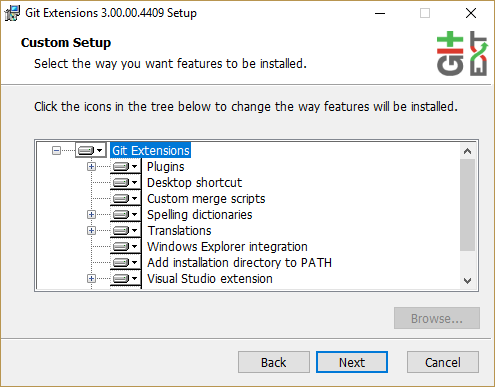 Git Extensions 3.00.00.4409 Setup
Custom Setup
Select the way you want features to be installed.
Git
EXT
Click the icons in the tree below to change the way features will be installed.
Git Extensions
Plugins
Desktop shortcut
Custom merge scripts
Spelling dictionaries
Translations
Windows Explorer integration
Add installation directory to PATH
Visual Studio extension
Browse...
Back
Next
Cancel